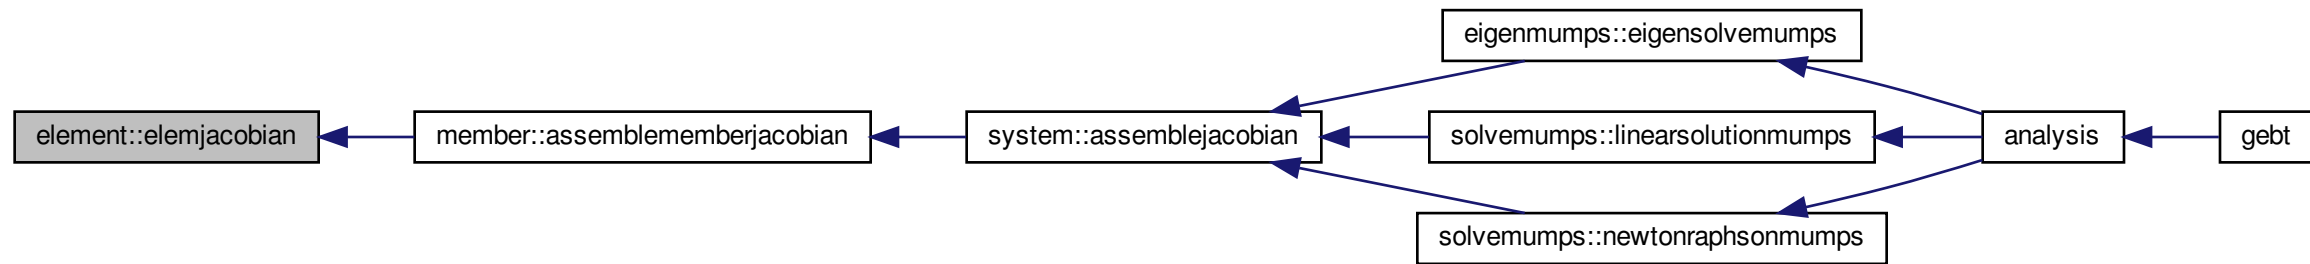 eigenmumps::eigensolvemumps
element::elemjacobian
member::assemblememberjacobian
system::assemblejacobian
solvemumps::linearsolutionmumps
analysis
gebt
solvemumps::newtonraphsonmumps